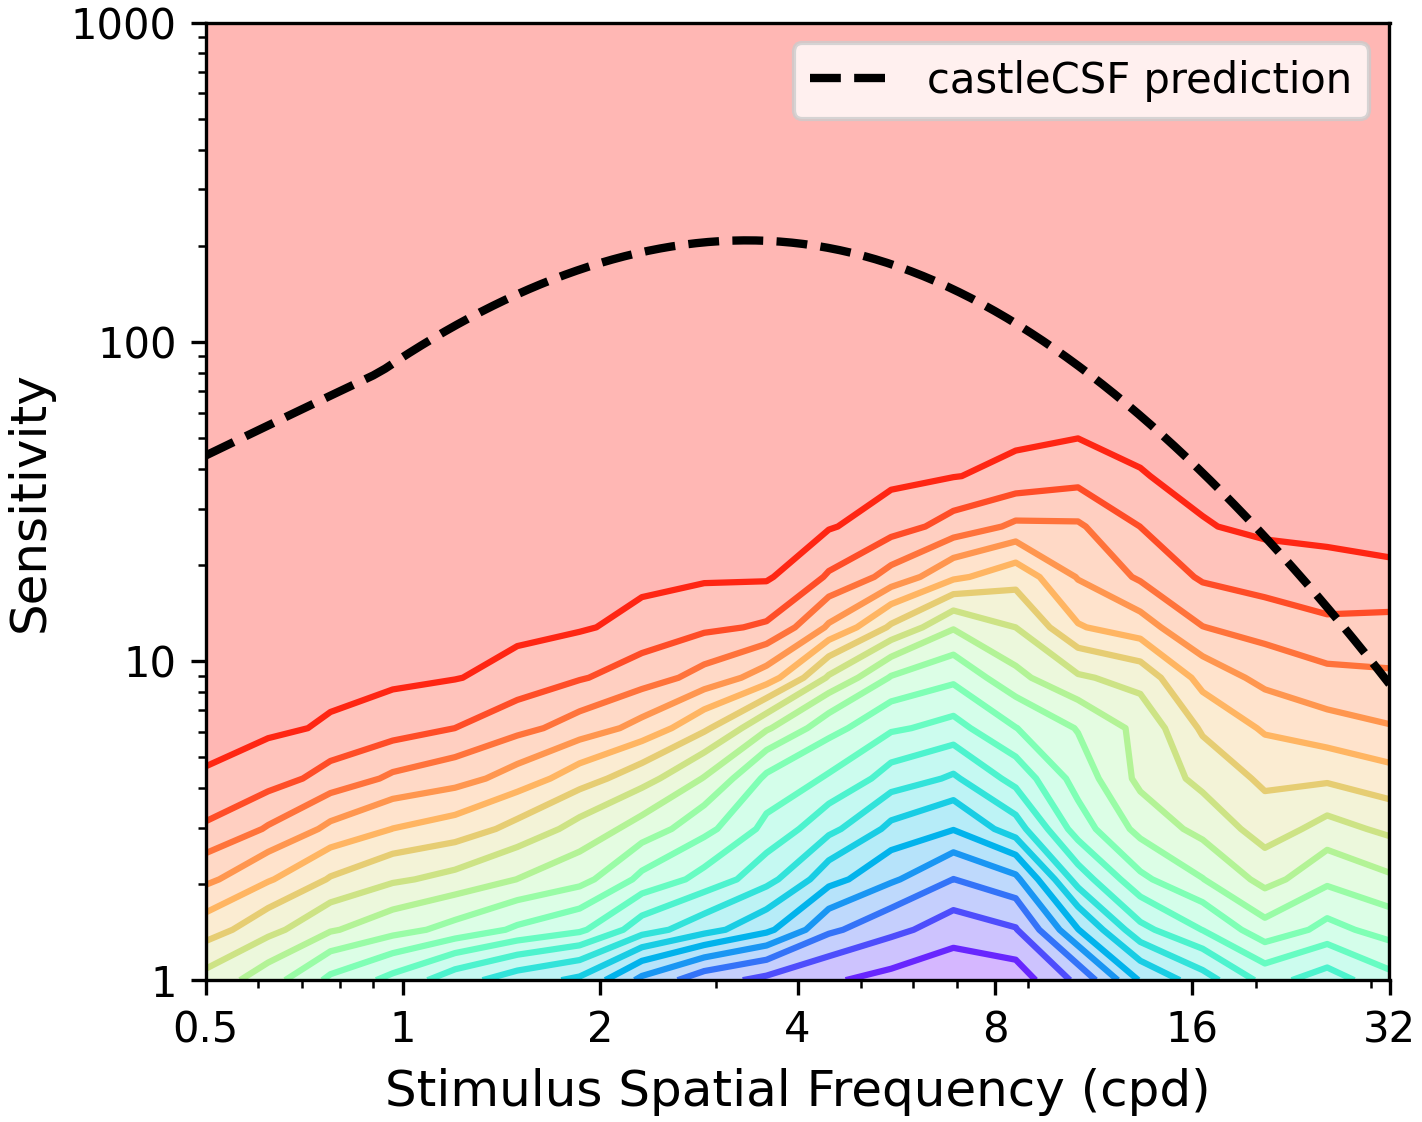 1000
castleCSF prediction
100
Sensitivity
10
1
0.5 1 2 4 8 16 32
Stimulus Spatial Frequency (cpd)